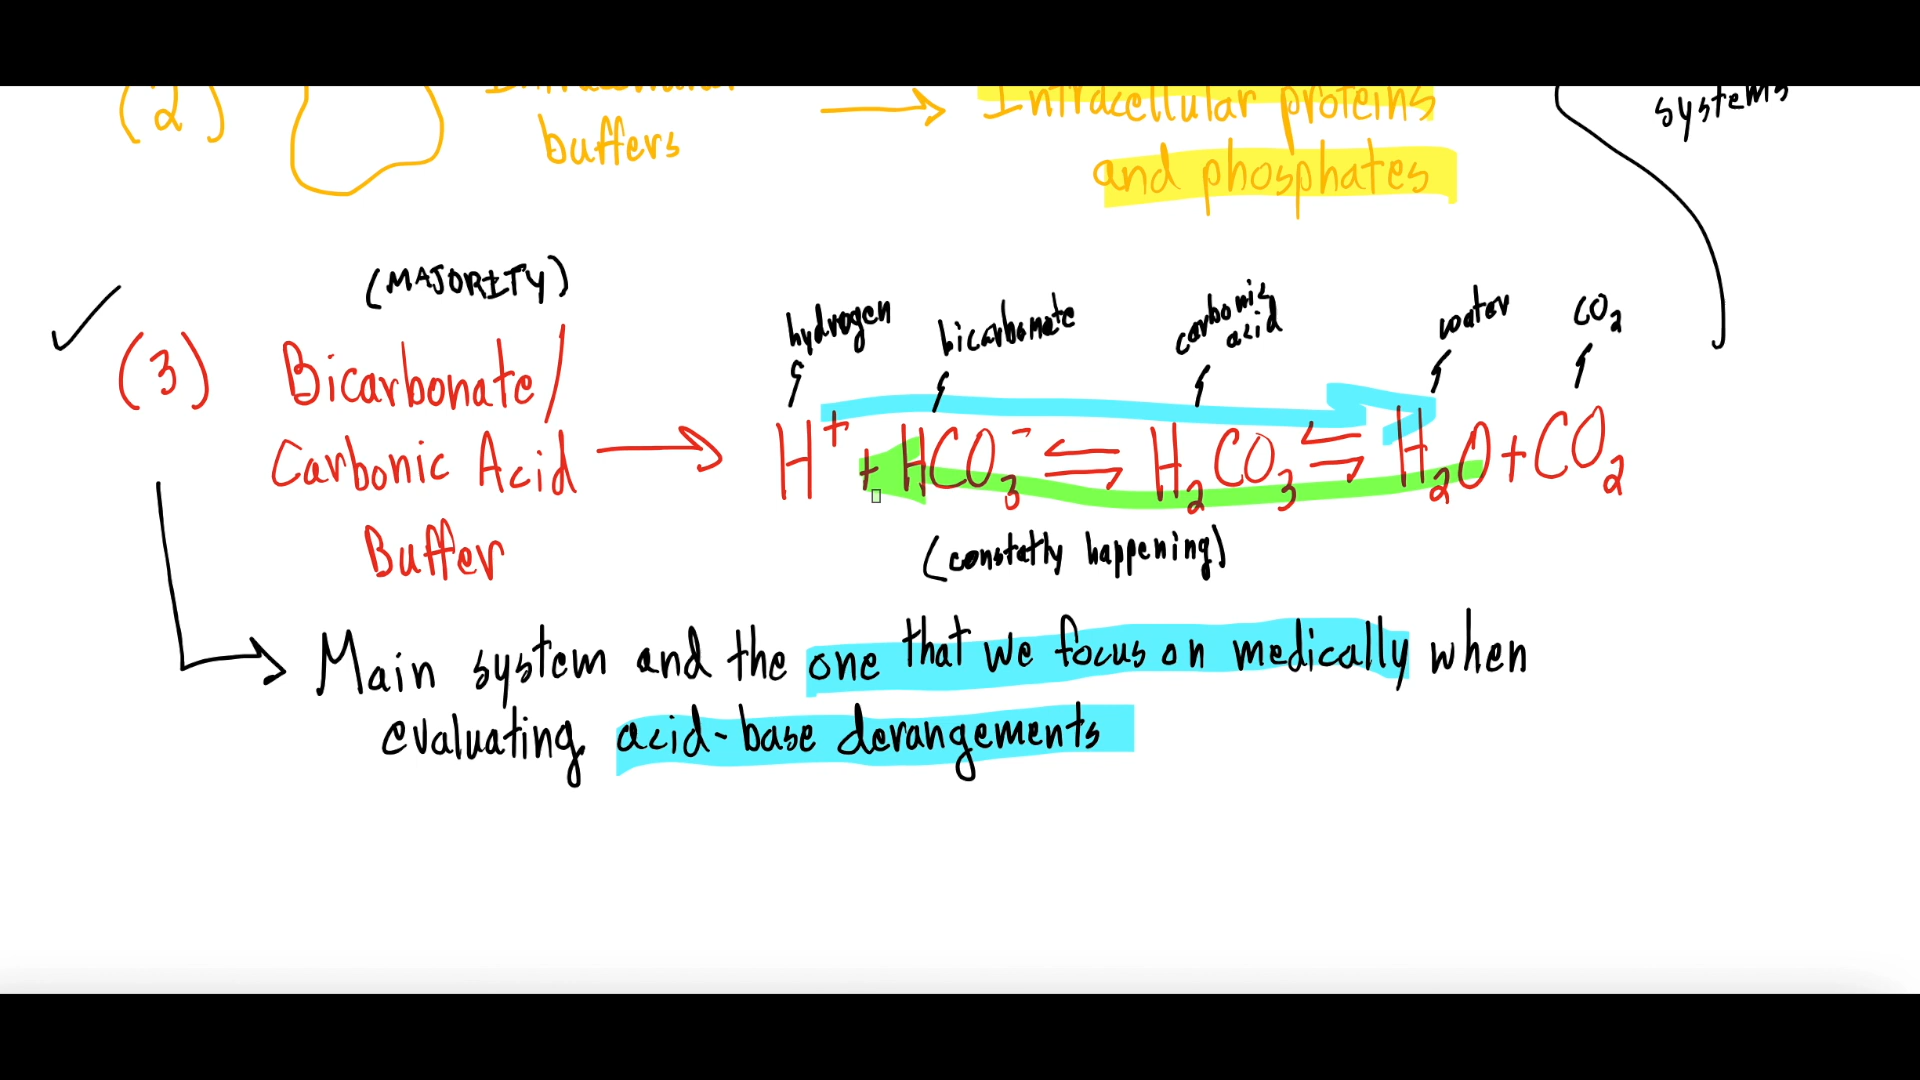 (2)
buffers
Intracellular proteins
and phosphates
systems
(MAJORITY)
hydrogen
bicarbonate
carbonic
acid
water
CO₂
(3) Bicarbonate/
Carbonic Acid
Buffer
H⁺ + HCO₃⁻ ⇌ H₂CO₃ ⇌ H₂O + CO₂
(constatly happening)
Main system and the one that we focus on medically when
evaluating acid-base derangements